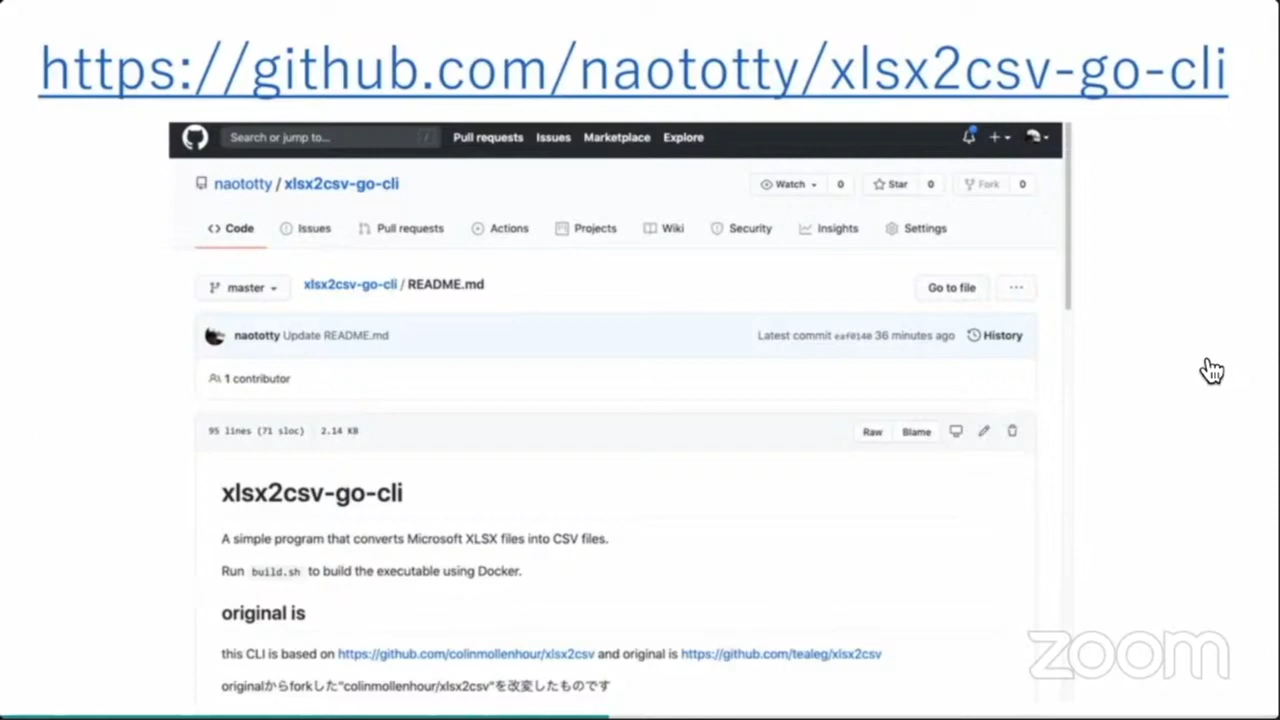 https://github.com/naototty/xlsx2csv-go-cli
Search or jump to... /
Pull requests Issues Marketplace Explore
naototty / xlsx2csv-go-cli
Watch 0 Star 0 Fork 0
Code Issues Pull requests Actions Projects Wiki Security Insights Settings
master xlsx2csv-go-cli / README.md Go to file ...
naototty Update README.md Latest commit eaf0140 36 minutes ago History
1 contributor
95 lines (71 sloc) 2.14 KB Raw Blame
xlsx2csv-go-cli
A simple program that converts Microsoft XLSX files into CSV files.
Run build.sh to build the executable using Docker.
original is
this CLI is based on https://github.com/colinmollenhour/xlsx2csv and original is https://github.com/tealeg/xlsx2csv
originalからforkした"colinmollenhour/xlsx2csv"を改変したものです
zoom